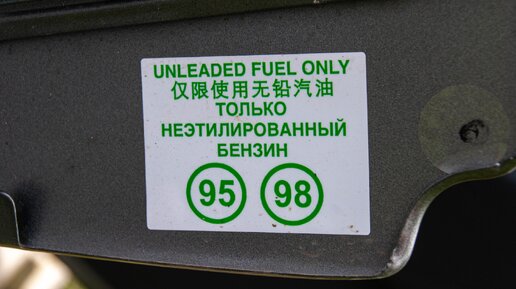 UNLEADED FUEL ONLY
仅限使用无铅汽油
ТОЛЬКО
НЕЭТИЛИРОВАННЫЙ
БЕНЗИН
95 98